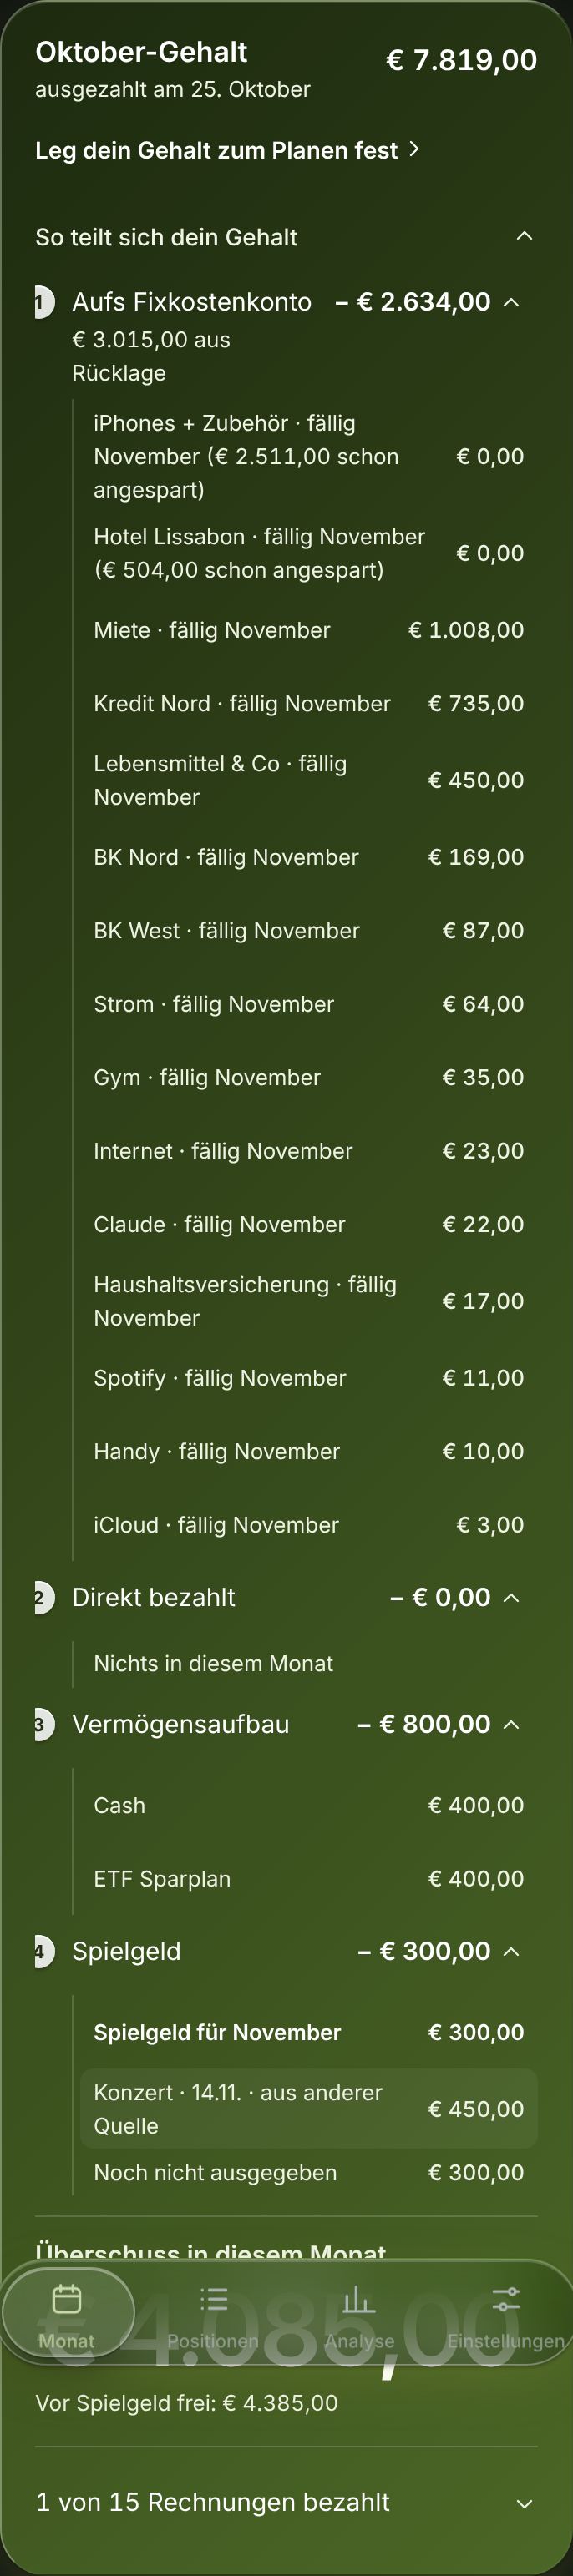 Oktober-Gehalt
€ 7.819,00
ausgezahlt am 25. Oktober
Leg dein Gehalt zum Planen fest
So teilt sich dein Gehalt
1 Aufs Fixkostenkonto – € 2.634,00
€ 3.015,00 aus
Rücklage
iPhones + Zubehör · fällig
November (€ 2.511,00 schon
angespart)
€ 0,00
Hotel Lissabon · fällig November
(€ 504,00 schon angespart)
€ 0,00
Miete · fällig November € 1.008,00
Kredit Nord · fällig November € 735,00
Lebensmittel & Co · fällig
November
€ 450,00
BK Nord · fällig November € 169,00
BK West · fällig November € 87,00
Strom · fällig November € 64,00
Gym · fällig November € 35,00
Internet · fällig November € 23,00
Claude · fällig November € 22,00
Haushaltsversicherung · fällig
November
€ 17,00
Spotify · fällig November € 11,00
Handy · fällig November € 10,00
iCloud · fällig November € 3,00
2 Direkt bezahlt – € 0,00
Nichts in diesem Monat
3 Vermögensaufbau – € 800,00
Cash € 400,00
ETF Sparplan € 400,00
4 Spielgeld – € 300,00
Spielgeld für November € 300,00
Konzert · 14.11. · aus anderer
Quelle
€ 450,00
Noch nicht ausgegeben € 300,00
Überschuss in diesem Monat
€ 4.085,00
Monat Positionen Analyse Einstellungen
Vor Spielgeld frei: € 4.385,00
1 von 15 Rechnungen bezahlt